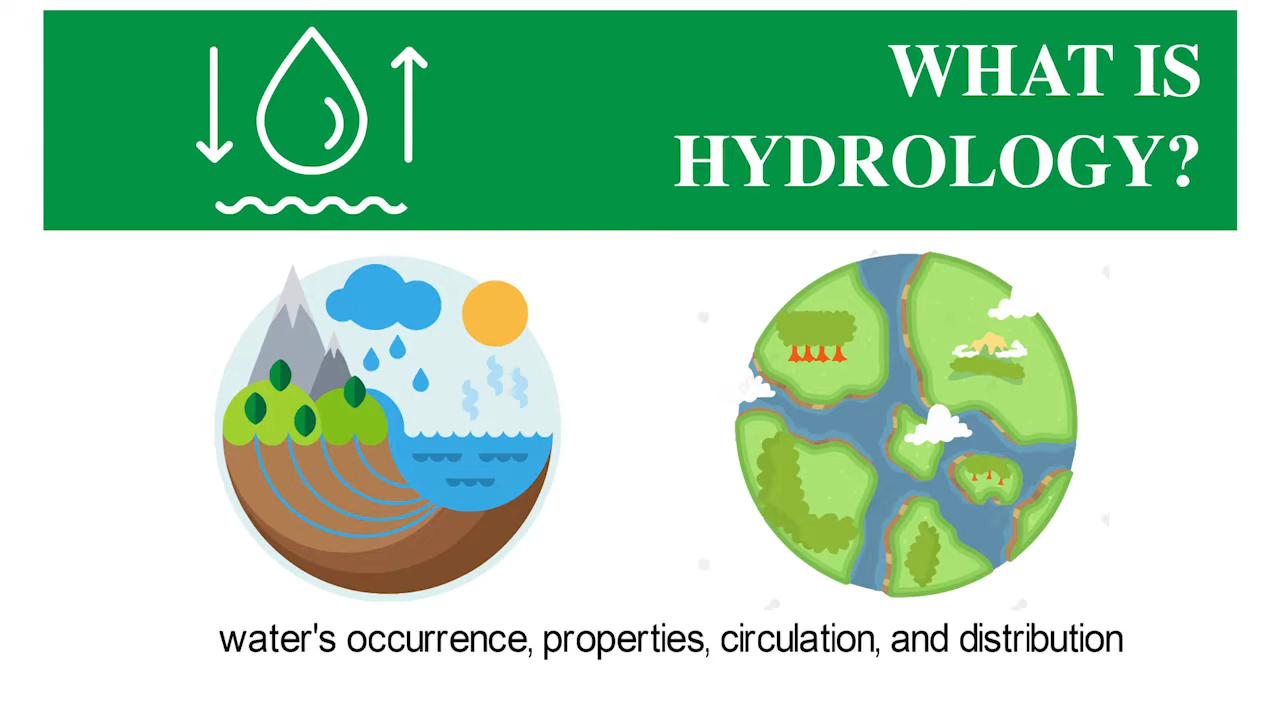 WHAT IS
HYDROLOGY?
water's occurrence, properties, circulation, and distribution